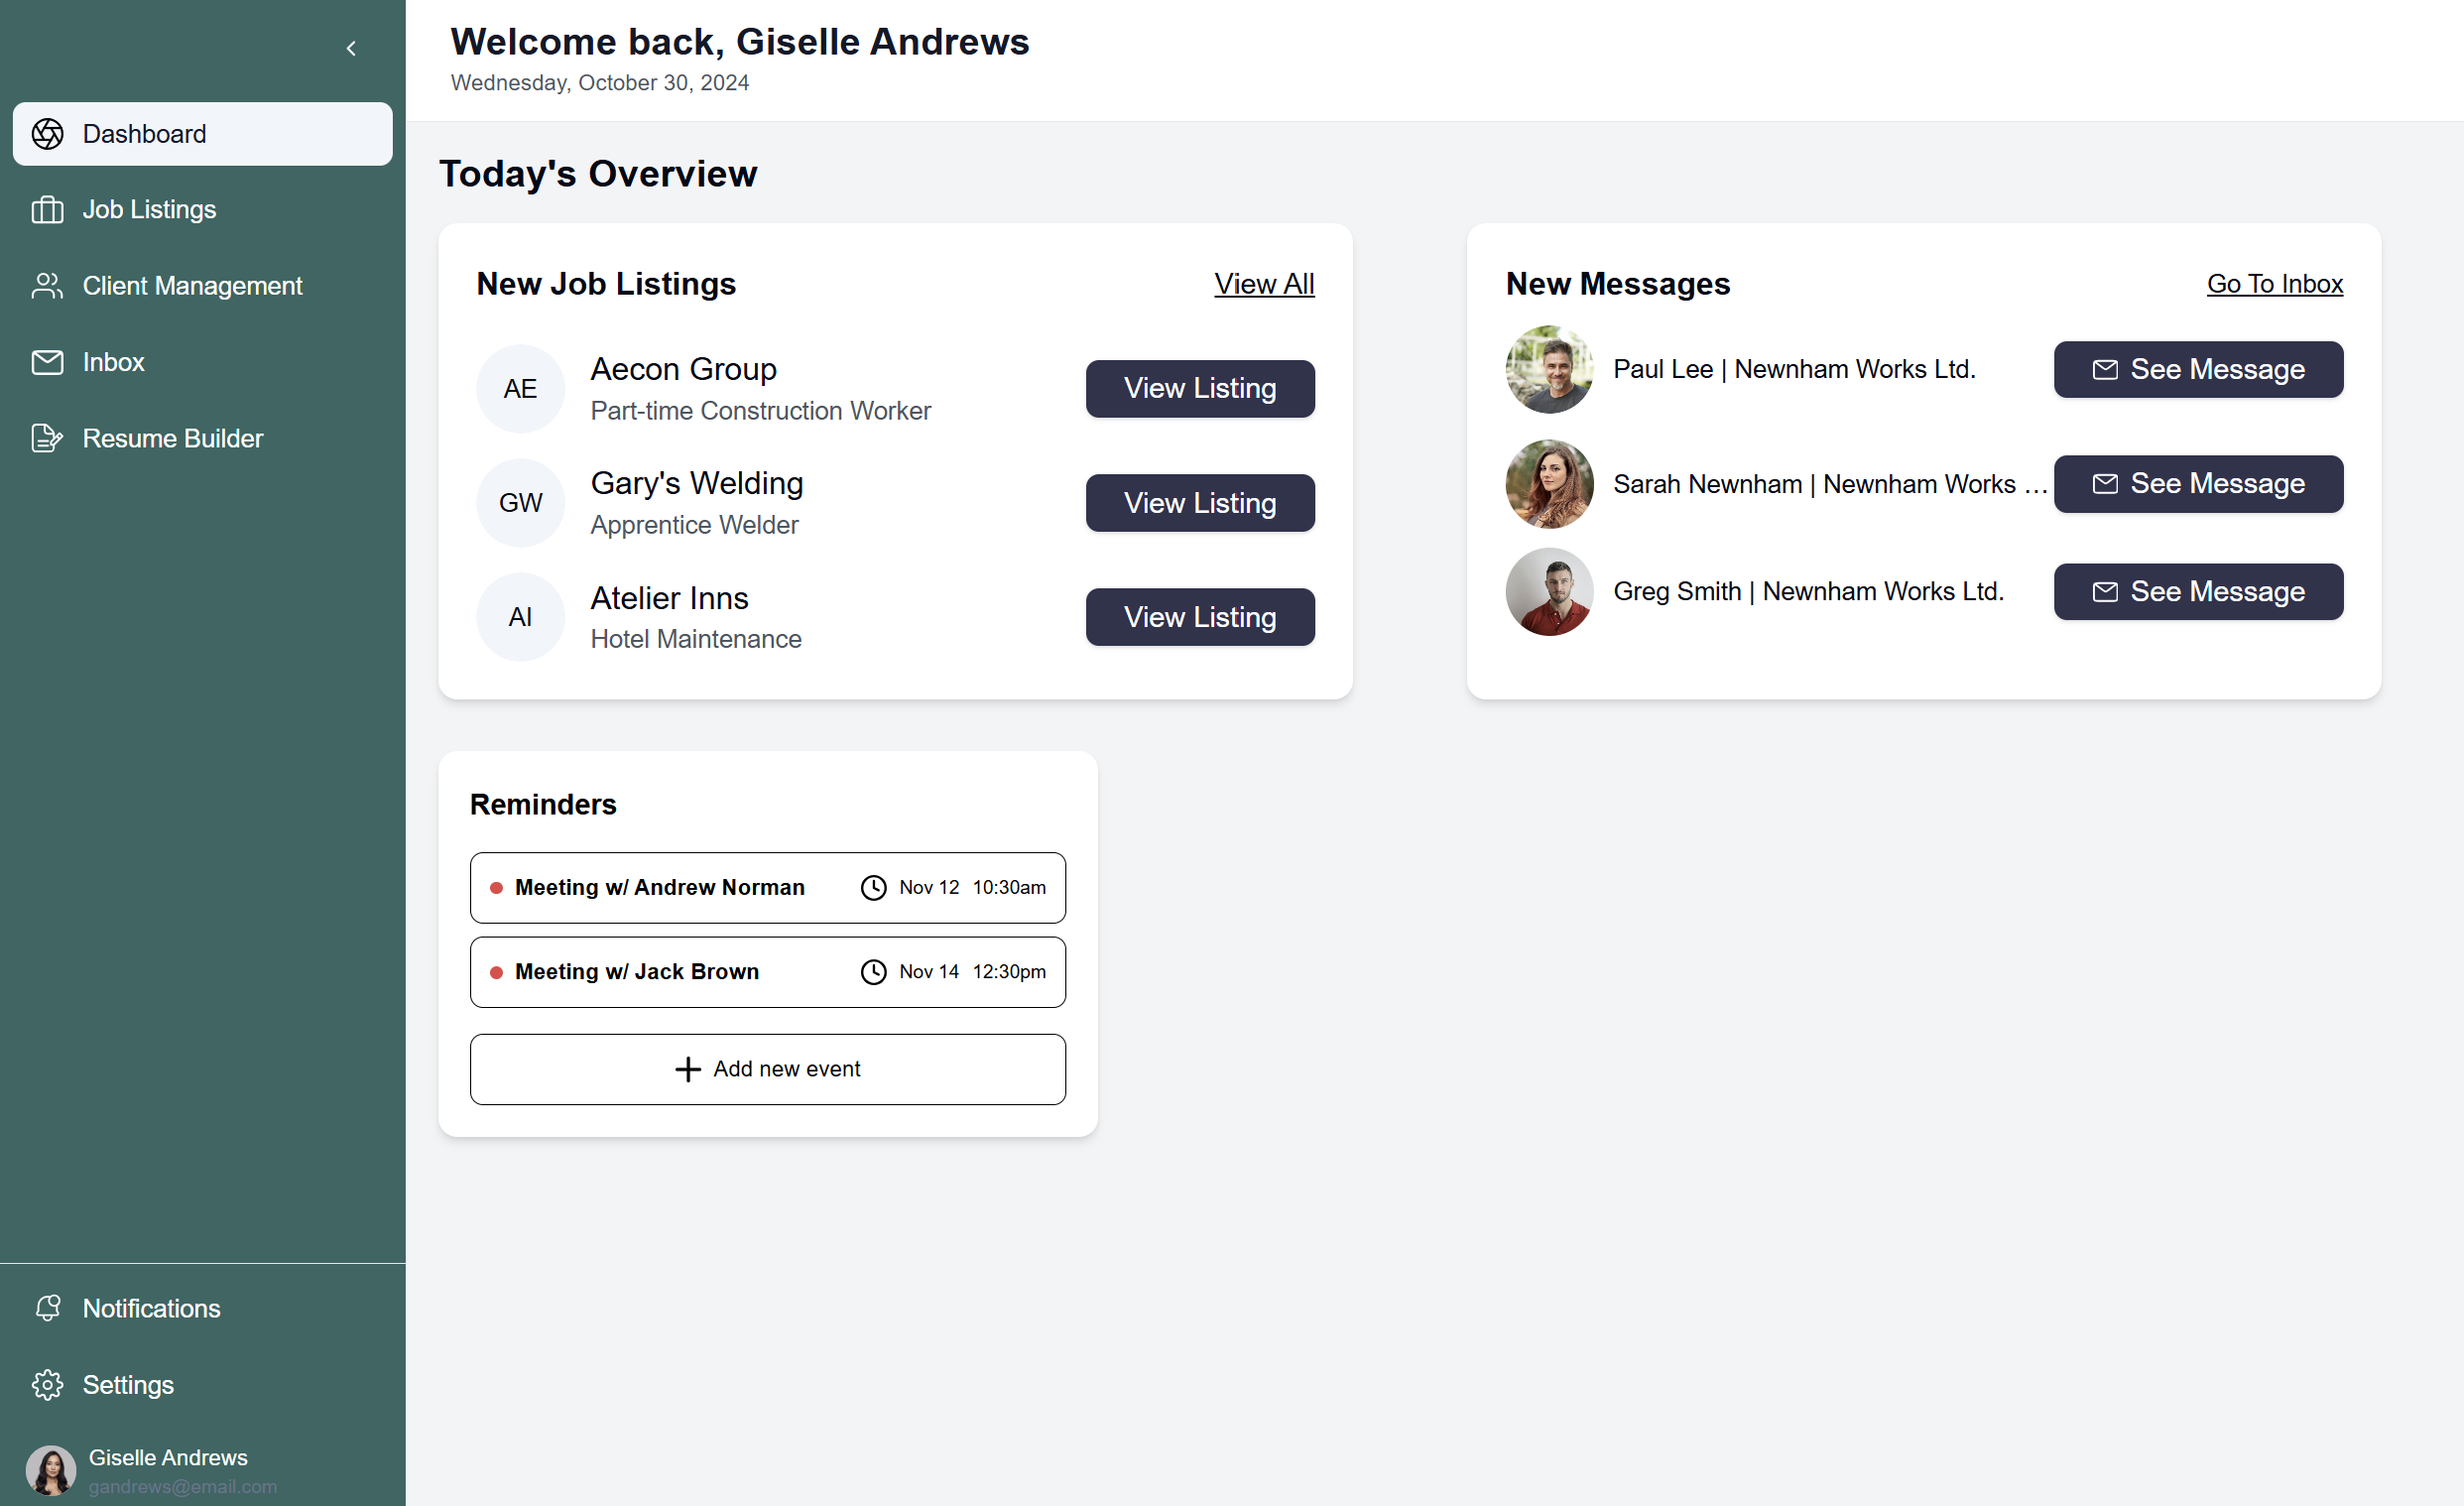 Welcome back, Giselle Andrews
Wednesday, October 30, 2024
Dashboard
Job Listings
Client Management
Inbox
Resume Builder
Notifications
Settings
Giselle Andrews
gandrews@email.com
Today's Overview
New Job Listings View All
AE Aecon Group View Listing
Part-time Construction Worker
GW Gary's Welding View Listing
Apprentice Welder
AI Atelier Inns View Listing
Hotel Maintenance
New Messages Go To Inbox
Paul Lee | Newnham Works Ltd. See Message
Sarah Newnham | Newnham Works ... See Message
Greg Smith | Newnham Works Ltd. See Message
Reminders
Meeting w/ Andrew Norman Nov 12 10:30am
Meeting w/ Jack Brown Nov 14 12:30pm
Add new event